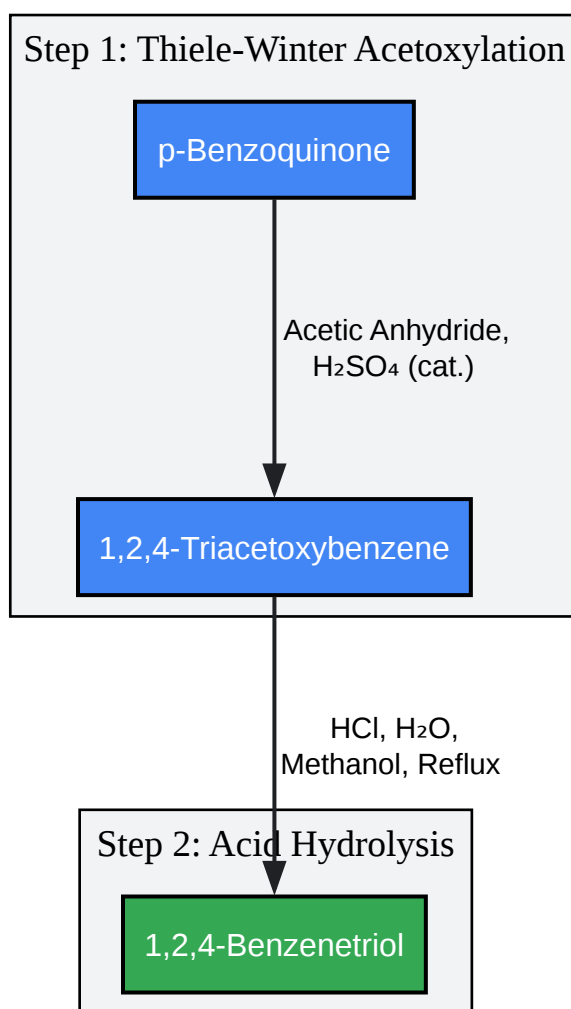 Step 1: Thiele-Winter Acetoxylation
p-Benzoquinone
Acetic Anhydride,
H₂SO₄ (cat.)
1,2,4-Triacetoxybenzene
HCl, H₂O,
Methanol, Reflux
Step 2: Acid Hydrolysis
1,2,4-Benzenetriol